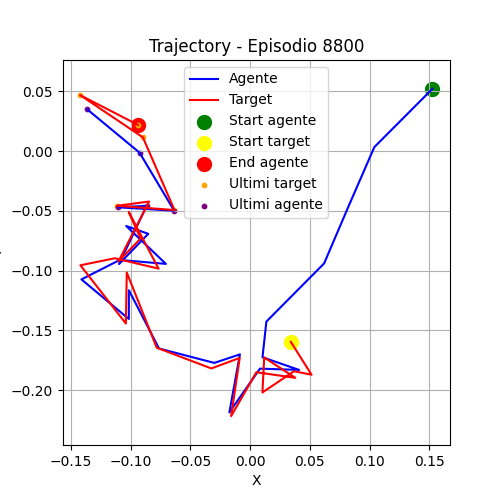 Trajectory - Episodio 8800
Agente
Target
Start agente
Start target
End agente
Ultimi target
Ultimi agente
0.05
0.00
−0.05
−0.10
−0.15
−0.20
−0.15
−0.10
−0.05
0.00
0.05
0.10
0.15
X